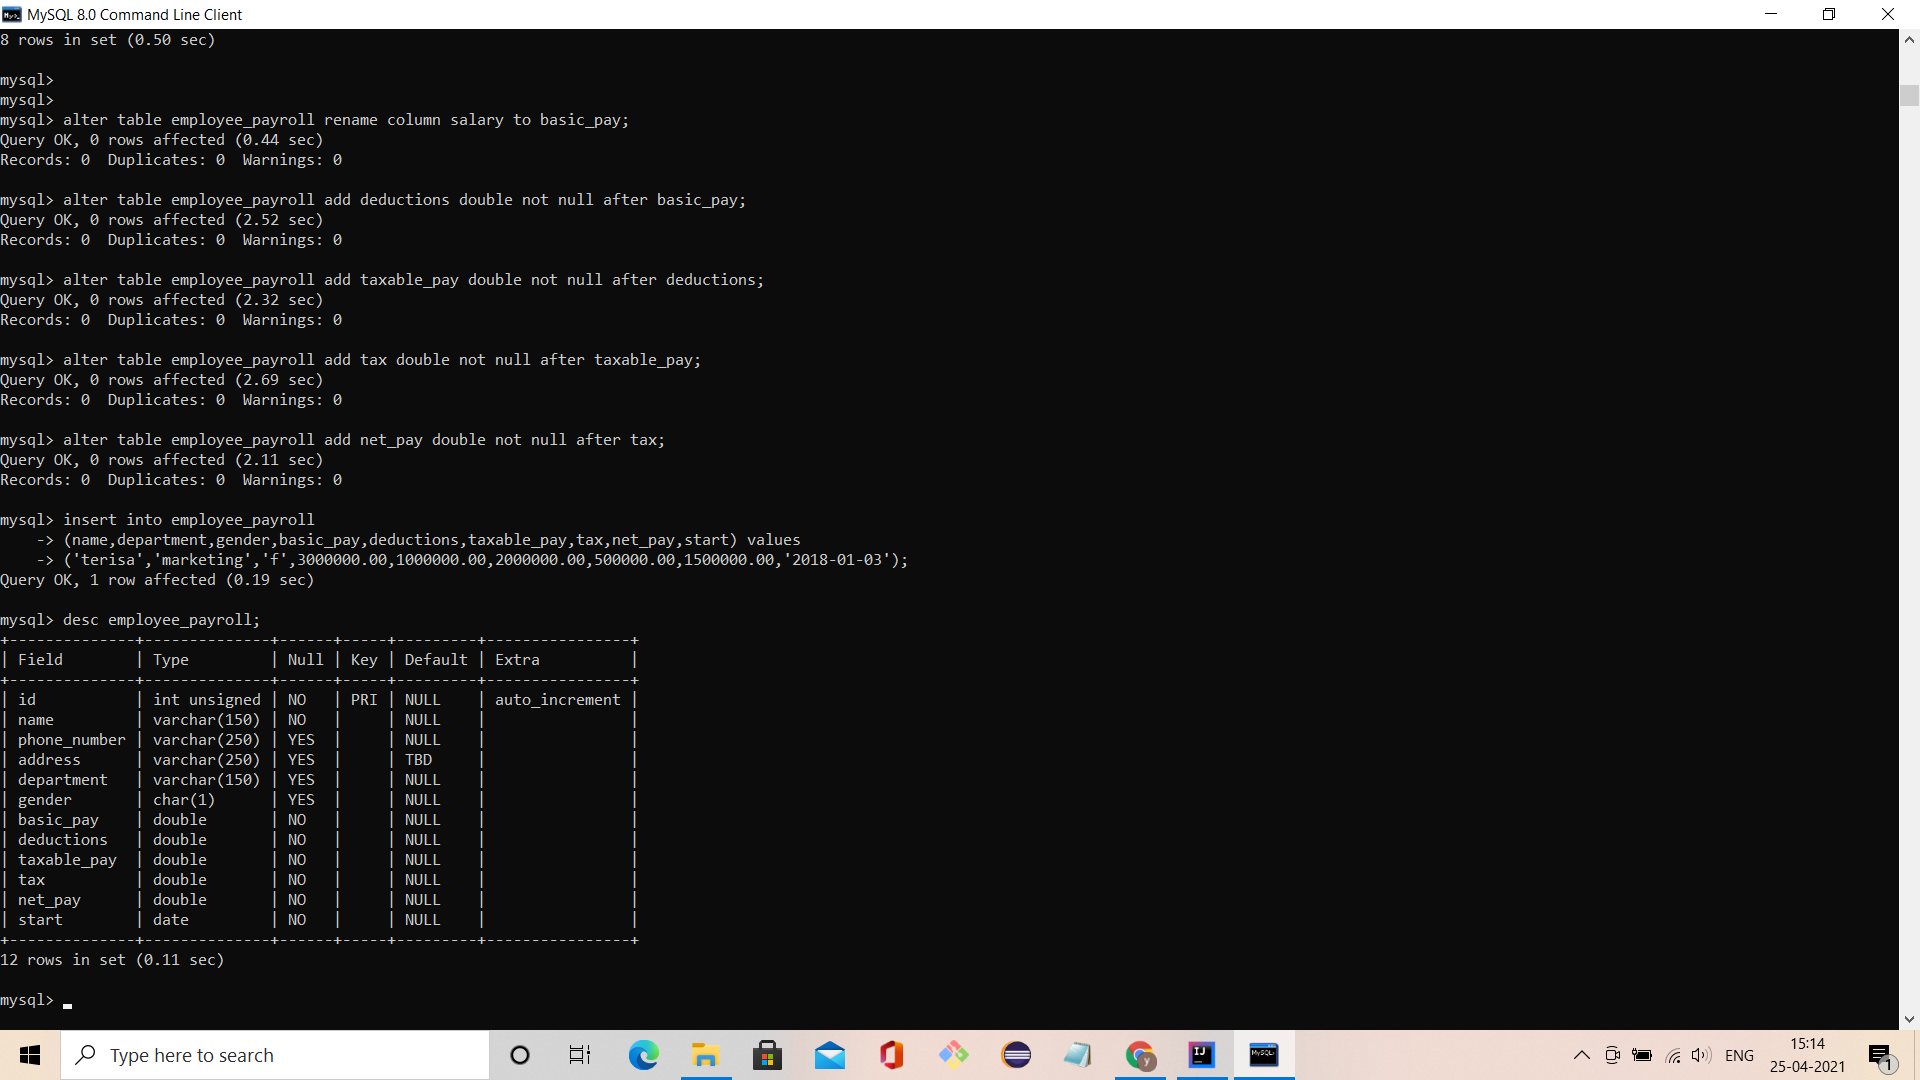 MySQL 8.0 Command Line Client
8 rows in set (0.50 sec)
mysql>
mysql>
mysql> alter table employee_payroll rename column salary to basic_pay;
Query OK, 0 rows affected (0.44 sec)
Records: 0  Duplicates: 0  Warnings: 0
mysql> alter table employee_payroll add deductions double not null after basic_pay;
Query OK, 0 rows affected (2.52 sec)
Records: 0  Duplicates: 0  Warnings: 0
mysql> alter table employee_payroll add taxable_pay double not null after deductions;
Query OK, 0 rows affected (2.32 sec)
Records: 0  Duplicates: 0  Warnings: 0
mysql> alter table employee_payroll add tax double not null after taxable_pay;
Query OK, 0 rows affected (2.69 sec)
Records: 0  Duplicates: 0  Warnings: 0
mysql> alter table employee_payroll add net_pay double not null after tax;
Query OK, 0 rows affected (2.11 sec)
Records: 0  Duplicates: 0  Warnings: 0
mysql> insert into employee_payroll
    -> (name,department,gender,basic_pay,deductions,taxable_pay,tax,net_pay,start) values
    -> ('terisa','marketing','f',3000000.00,1000000.00,2000000.00,500000.00,1500000.00,'2018-01-03');
Query OK, 1 row affected (0.19 sec)
mysql> desc employee_payroll;
+--------------+--------------+------+-----+---------+----------------+
| Field        | Type         | Null | Key | Default | Extra          |
+--------------+--------------+------+-----+---------+----------------+
| id           | int unsigned | NO   | PRI | NULL    | auto_increment |
| name         | varchar(150) | NO   |     | NULL    |                |
| phone_number | varchar(250) | YES  |     | NULL    |                |
| address      | varchar(250) | YES  |     | TBD     |                |
| department   | varchar(150) | YES  |     | NULL    |                |
| gender       | char(1)      | YES  |     | NULL    |                |
| basic_pay    | double       | NO   |     | NULL    |                |
| deductions   | double       | NO   |     | NULL    |                |
| taxable_pay  | double       | NO   |     | NULL    |                |
| tax          | double       | NO   |     | NULL    |                |
| net_pay      | double       | NO   |     | NULL    |                |
| start        | date         | NO   |     | NULL    |                |
+--------------+--------------+------+-----+---------+----------------+
12 rows in set (0.11 sec)
mysql>
Type here to search
y
IJ
MySQL
ENG
15:14
25-04-2021
1